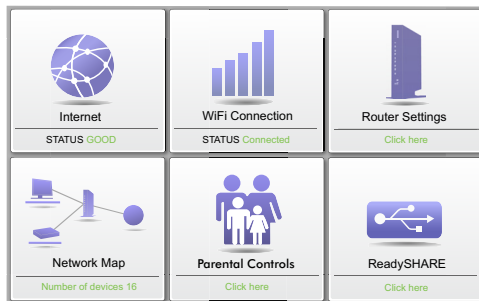 Internet
WiFi Connection
Router Settings
STATUS GOOD
STATUS Connected
Click here
Network Map
Parental Controls
ReadySHARE
Number of devices 16
Click here
Click here